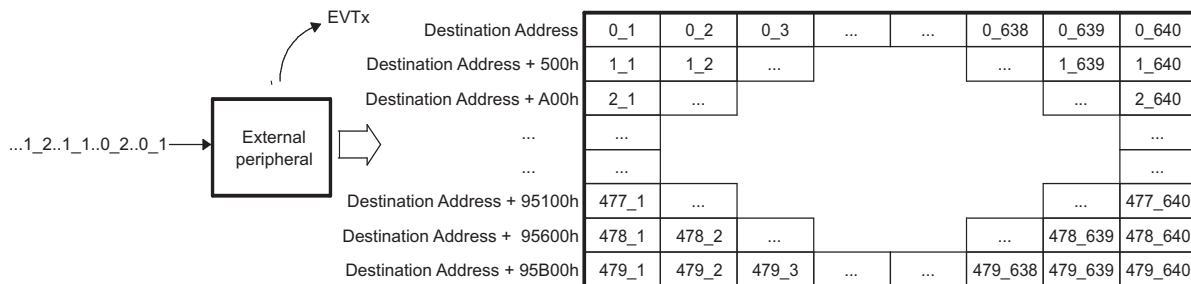 EVTx
...1_2..1_1..0_2..0_1
External
peripheral
Destination Address 0_1 0_2 0_3 ... ... 0_638 0_639 0_640
Destination Address + 500h 1_1 1_2 ... ... 1_639 1_640
Destination Address + A00h 2_1 ... ... 2_640
... ... ...
... ... ...
Destination Address + 95100h 477_1 ... ... 477_640
Destination Address + 95600h 478_1 478_2 ... ... 478_639 478_640
Destination Address + 95B00h 479_1 479_2 479_3 ... ... 479_638 479_639 479_640